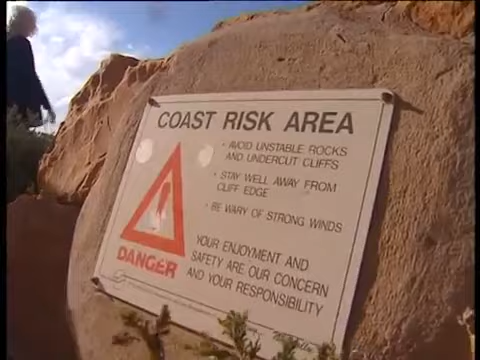 COAST RISK AREA
· AVOID UNSTABLE ROCKS
AND UNDERCUT CLIFFS
· STAY WELL AWAY FROM
CLIFF EDGE
· BE WARY OF STRONG WINDS
DANGER
YOUR ENJOYMENT AND
SAFETY ARE OUR CONCERN
AND YOUR RESPONSIBILITY